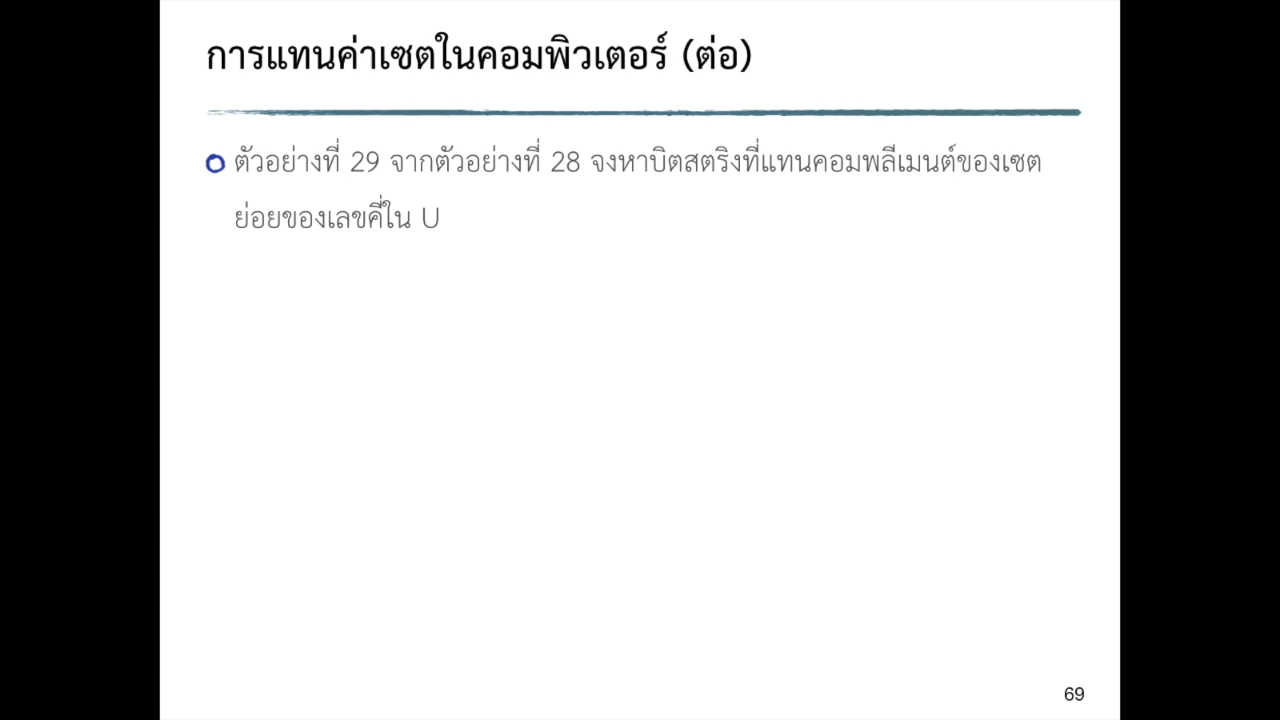 การแทนค่าเซตในคอมพิวเตอร์ (ต่อ)
ตัวอย่างที่ 29 จากตัวอย่างที่ 28 จงหาบิตสตริงที่แทนคอมพลีเมนต์ของเซต
ย่อยของเลขคี่ใน U
69